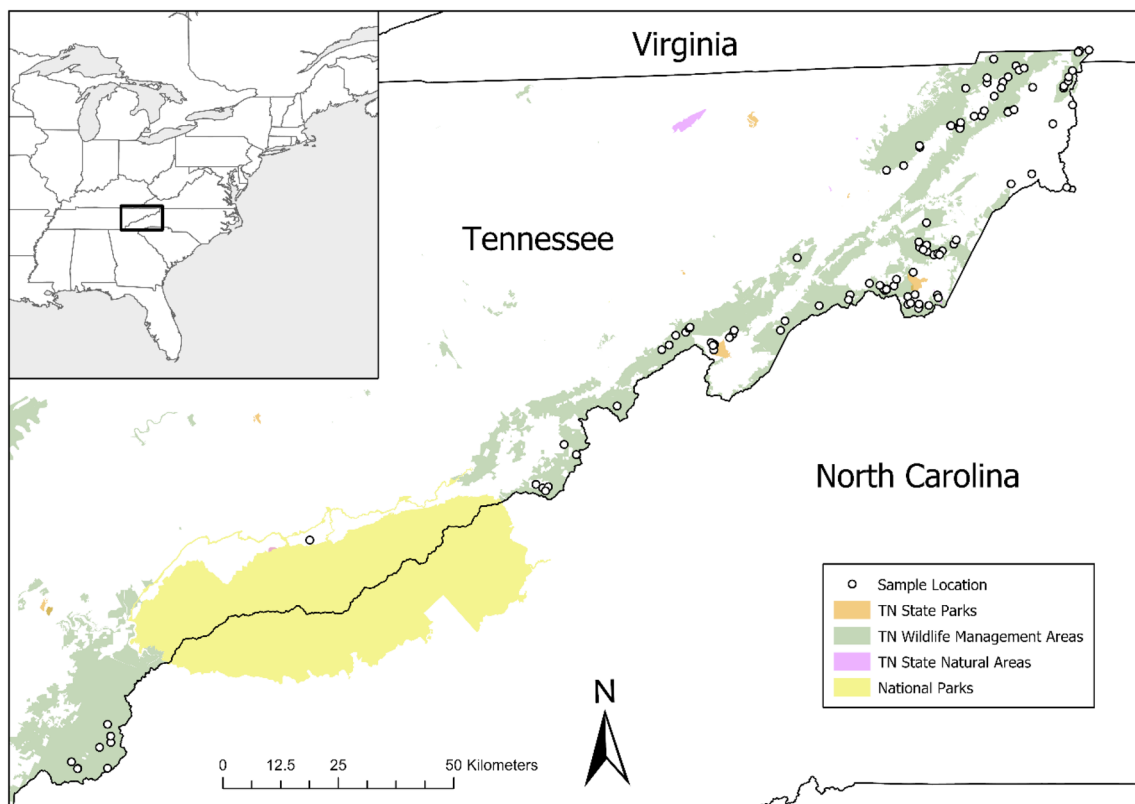 Virginia
Tennessee
North Carolina
Sample Location
TN State Parks
TN Wildlife Management Areas
TN State Natural Areas
National Parks
N
0 12.5 25 50 Kilometers